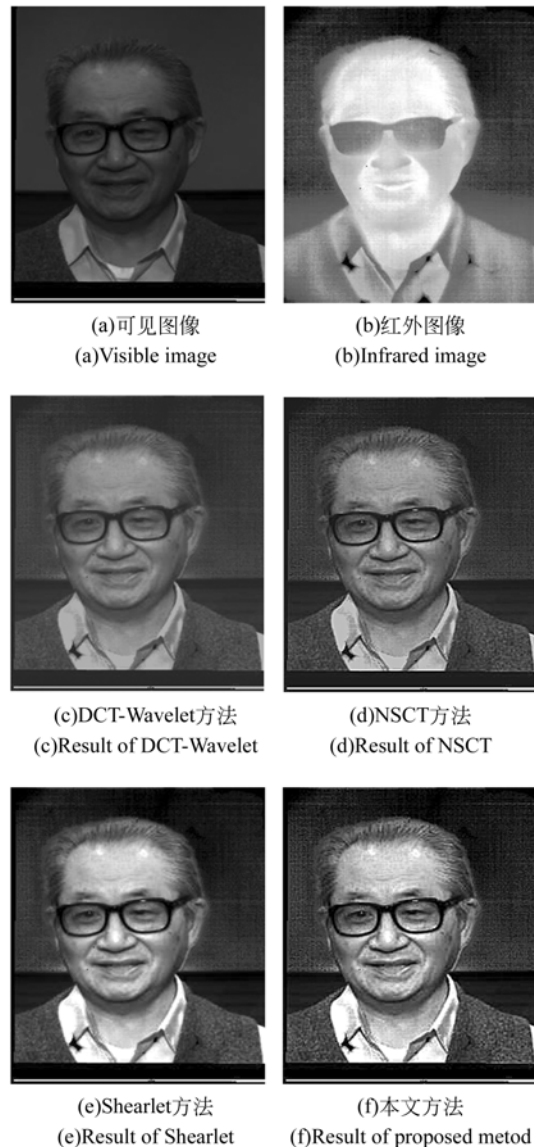 (a)可见图像
(a)Visible image
(b)红外图像
(b)Infrared image
(c)DCT-Wavelet方法
(c)Result of DCT-Wavelet
(d)NSCT方法
(d)Result of NSCT
(e)Shearlet方法
(e)Result of Shearlet
(f)本文方法
(f)Result of proposed metod